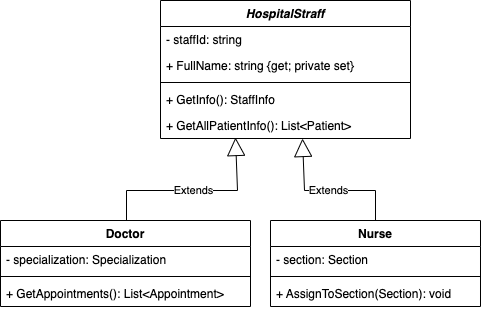 HospitalStraff
- staffId: string
+ FullName: string {get; private set}
+ GetInfo(): StaffInfo
+ GetAllPatientInfo(): List<Patient>
Extends
Extends
Doctor
- specialization: Specialization
+ GetAppointments(): List<Appointment>
Nurse
- section: Section
+ AssignToSection(Section): void